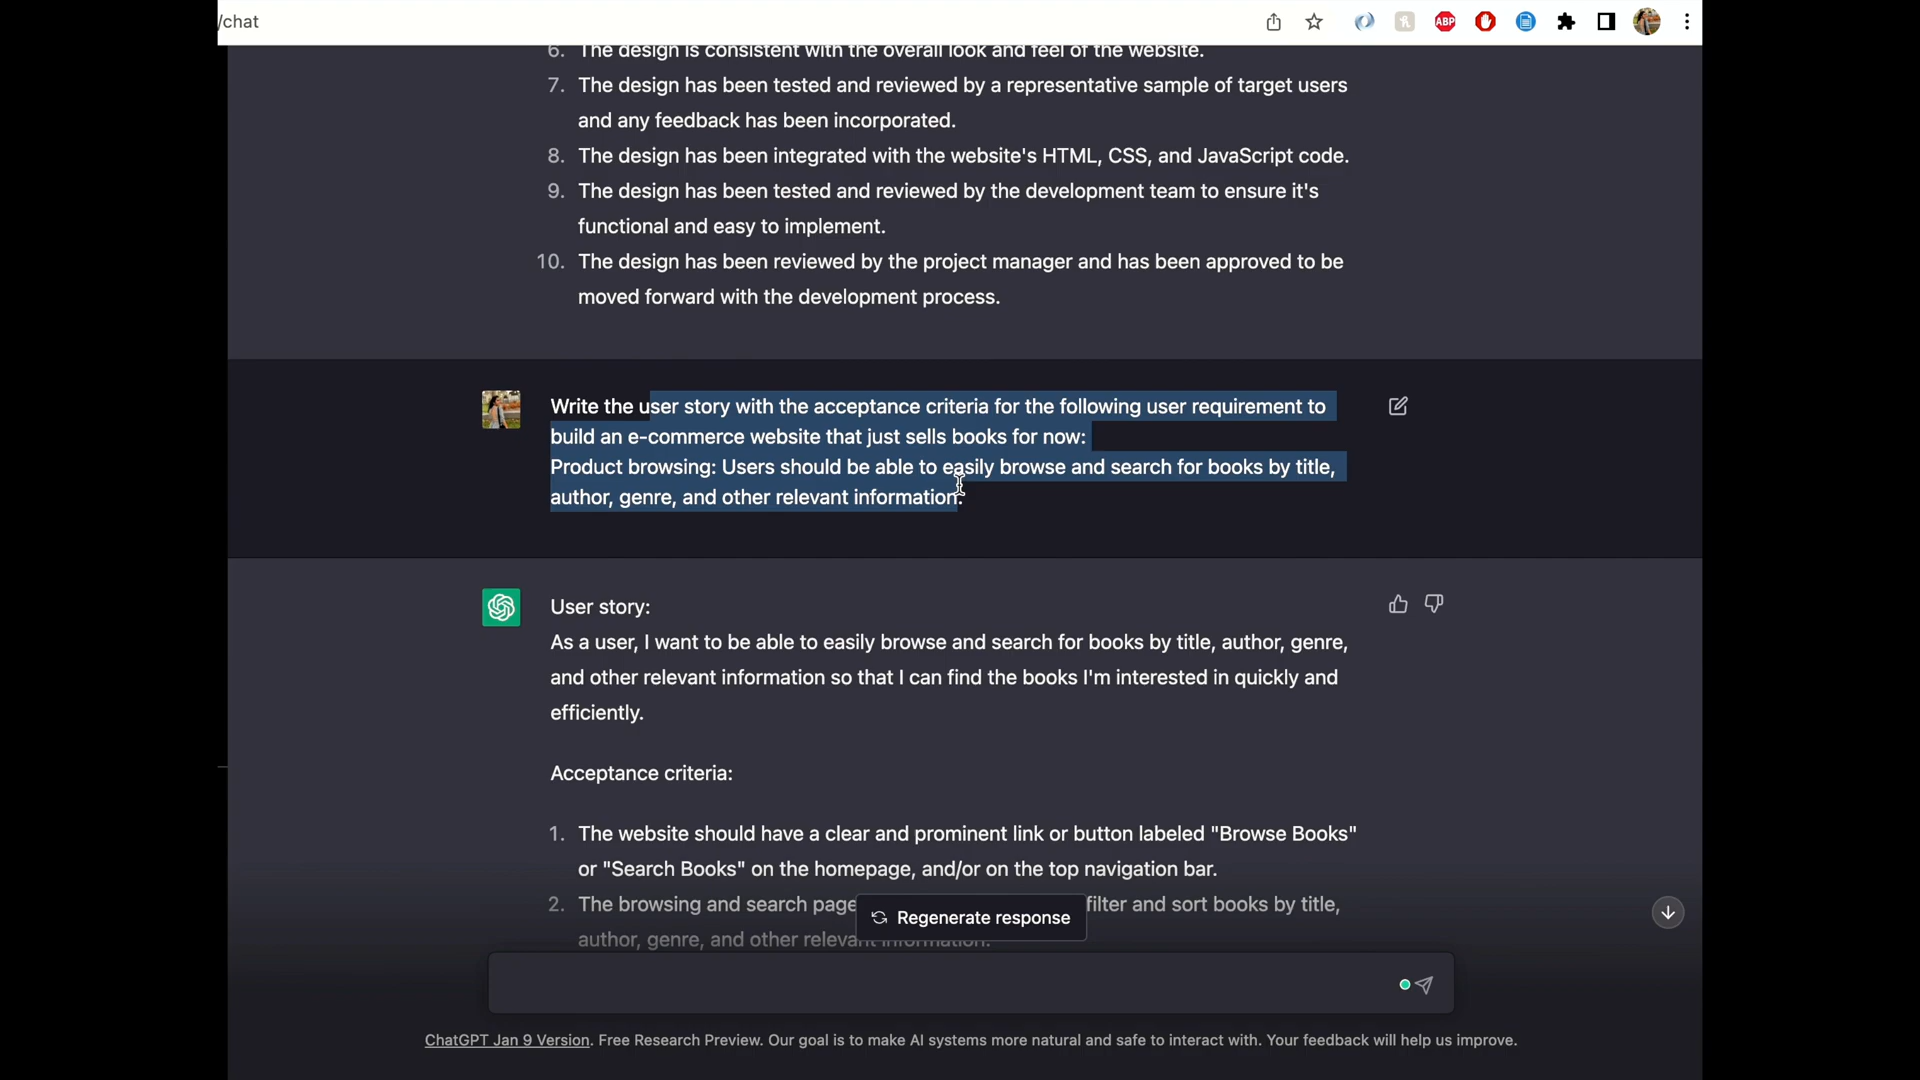 /chat
ABP
6. The design is consistent with the overall look and feel of the website.
7. The design has been tested and reviewed by a representative sample of target users
and any feedback has been incorporated.
8. The design has been integrated with the website's HTML, CSS, and JavaScript code.
9. The design has been tested and reviewed by the development team to ensure it's
functional and easy to implement.
10. The design has been reviewed by the project manager and has been approved to be
moved forward with the development process.
Write the user story with the acceptance criteria for the following user requirement to
build an e-commerce website that just sells books for now:
Product browsing: Users should be able to easily browse and search for books by title,
author, genre, and other relevant information.
User story:
As a user, I want to be able to easily browse and search for books by title, author, genre,
and other relevant information so that I can find the books I'm interested in quickly and
efficiently.
Acceptance criteria:
1. The website should have a clear and prominent link or button labeled "Browse Books"
or "Search Books" on the homepage, and/or on the top navigation bar.
2. The browsing and search page filter and sort books by title,
author, genre, and other relevant information.
Regenerate response
ChatGPT Jan 9 Version. Free Research Preview. Our goal is to make AI systems more natural and safe to interact with. Your feedback will help us improve.